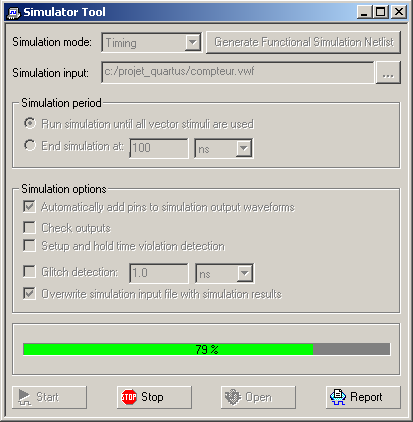 Simulator Tool
Simulation mode: Timing Generate Functional Simulation Netlist
Simulation input: c:/projet_quartus/compteur.vwf ...
Simulation period
Run simulation until all vector stimuli are used
End simulation at: 100 ns
Simulation options
Automatically add pins to simulation output waveforms
Check outputs
Setup and hold time violation detection
Glitch detection: 1.0 ns
Overwrite simulation input file with simulation results
79 %
Start STOP Stop Open Report